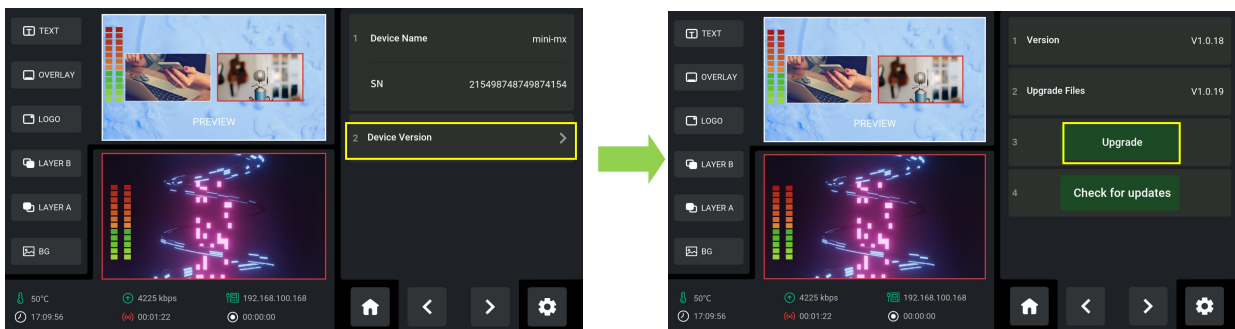 TEXT
OVERLAY
LOGO
LAYER B
LAYER A
BG
PREVIEW
50°C
4225 kbps
192.168.100.168
17:09:56
00:01:22
00:00:00
1 Device Name mini-mx
SN 215498748749874154
2 Device Version
TEXT
OVERLAY
LOGO
LAYER B
LAYER A
BG
PREVIEW
50°C
4225 kbps
192.168.100.168
17:09:56
00:01:22
00:00:00
1 Version V1.0.18
2 Upgrade Files V1.0.19
3 Upgrade
4 Check for updates